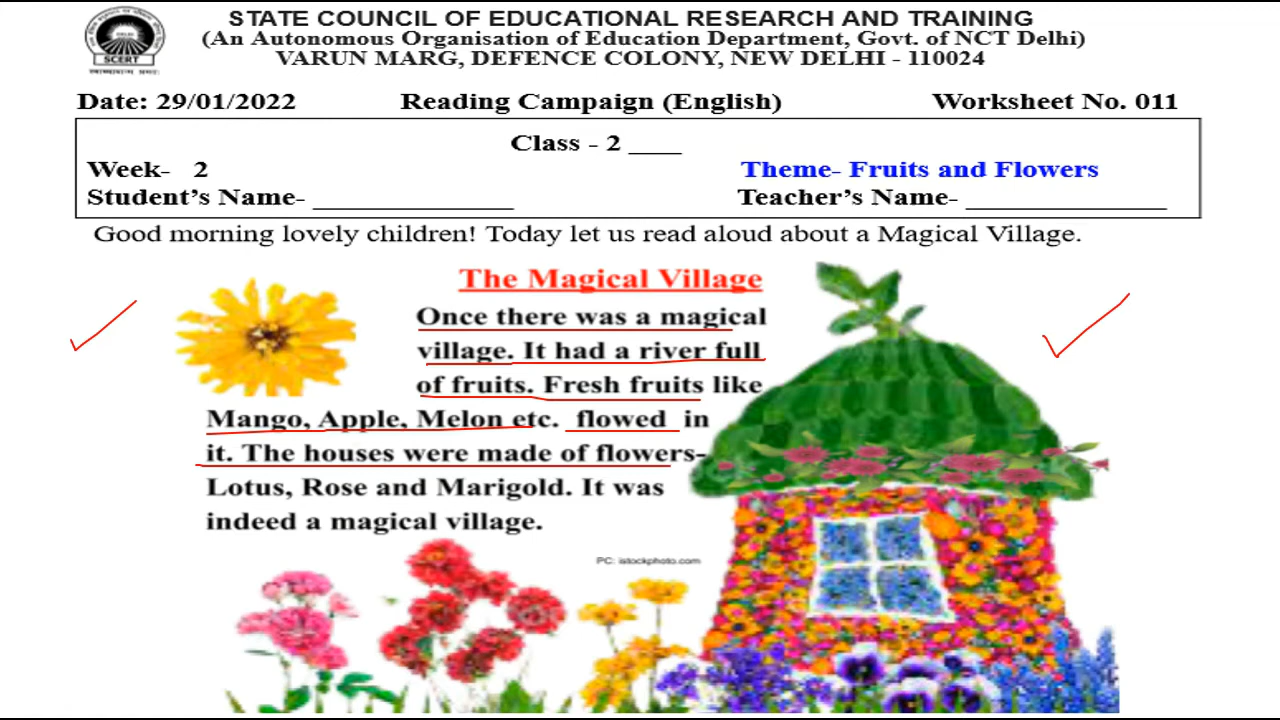 STATE COUNCIL OF EDUCATIONAL RESEARCH AND TRAINING
(An Autonomous Organisation of Education Department, Govt. of NCT Delhi)
VARUN MARG, DEFENCE COLONY, NEW DELHI - 110024
SCERT
Date: 29/01/2022 Reading Campaign (English) Worksheet No. 011
Class - 2 ____
Week- 2 Theme- Fruits and Flowers
Student's Name- ________________ Teacher's Name- ________________
Good morning lovely children! Today let us read aloud about a Magical Village.
The Magical Village
Once there was a magical
village. It had a river full
of fruits. Fresh fruits like
Mango, Apple, Melon etc. flowed in
it. The houses were made of flowers-
Lotus, Rose and Marigold. It was
indeed a magical village.
PC: istockphoto.com